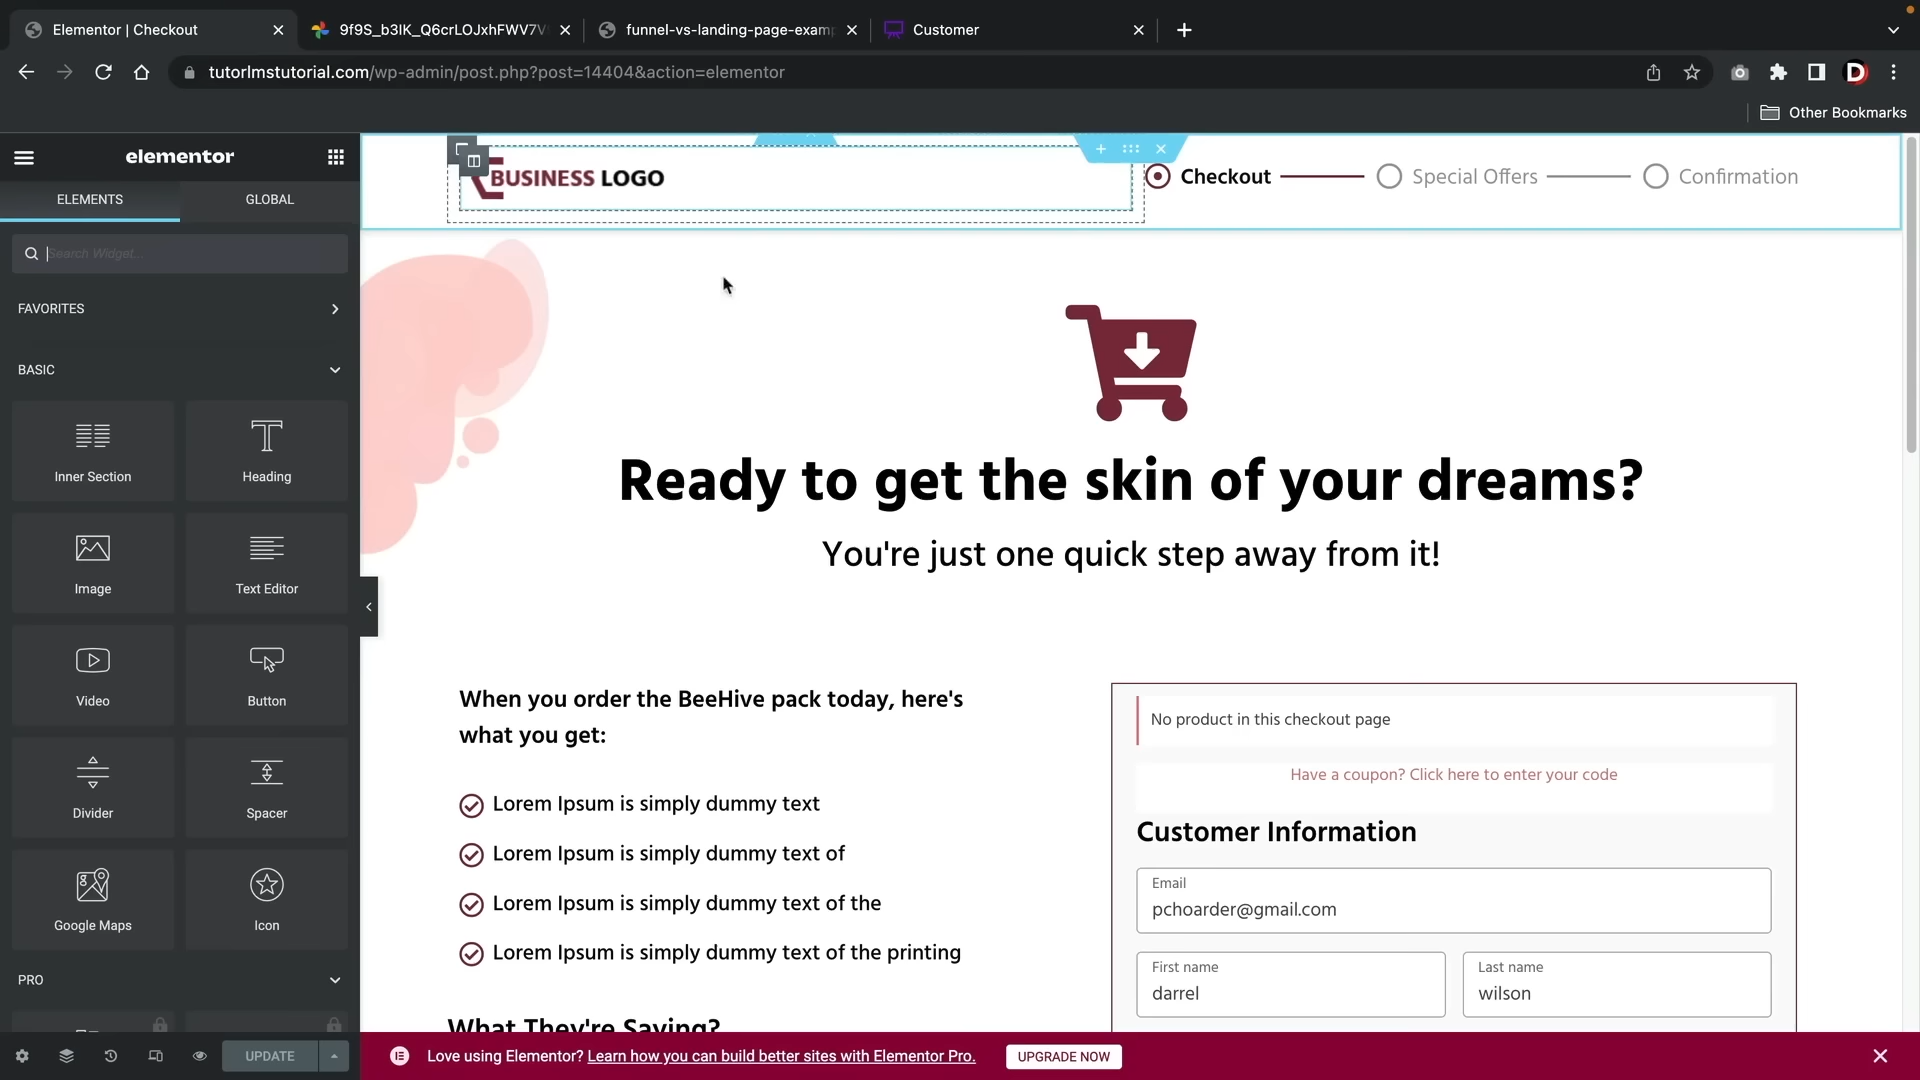 Elementor | Checkout
9f9S_b3lK_Q6crLOJxhFWV7V
funnel-vs-landing-page-exam
Customer
tutorlmstutorial.com/wp-admin/post.php?post=14404&action=elementor
Other Bookmarks
elementor
ELEMENTS
GLOBAL
Search Widget...
FAVORITES
BASIC
Inner Section
Heading
Image
Text Editor
Video
Button
Divider
Spacer
Google Maps
Icon
PRO
UPDATE
BUSINESS LOGO
Checkout
Special Offers
Confirmation
Ready to get the skin of your dreams?
You're just one quick step away from it!
When you order the BeeHive pack today, here's
what you get:
Lorem Ipsum is simply dummy text
Lorem Ipsum is simply dummy text of
Lorem Ipsum is simply dummy text of the
Lorem Ipsum is simply dummy text of the printing
What They're Saying?
No product in this checkout page
Have a coupon? Click here to enter your code
Customer Information
Email
pchoarder@gmail.com
First name
darrel
Last name
wilson
Love using Elementor? Learn how you can build better sites with Elementor Pro.
UPGRADE NOW